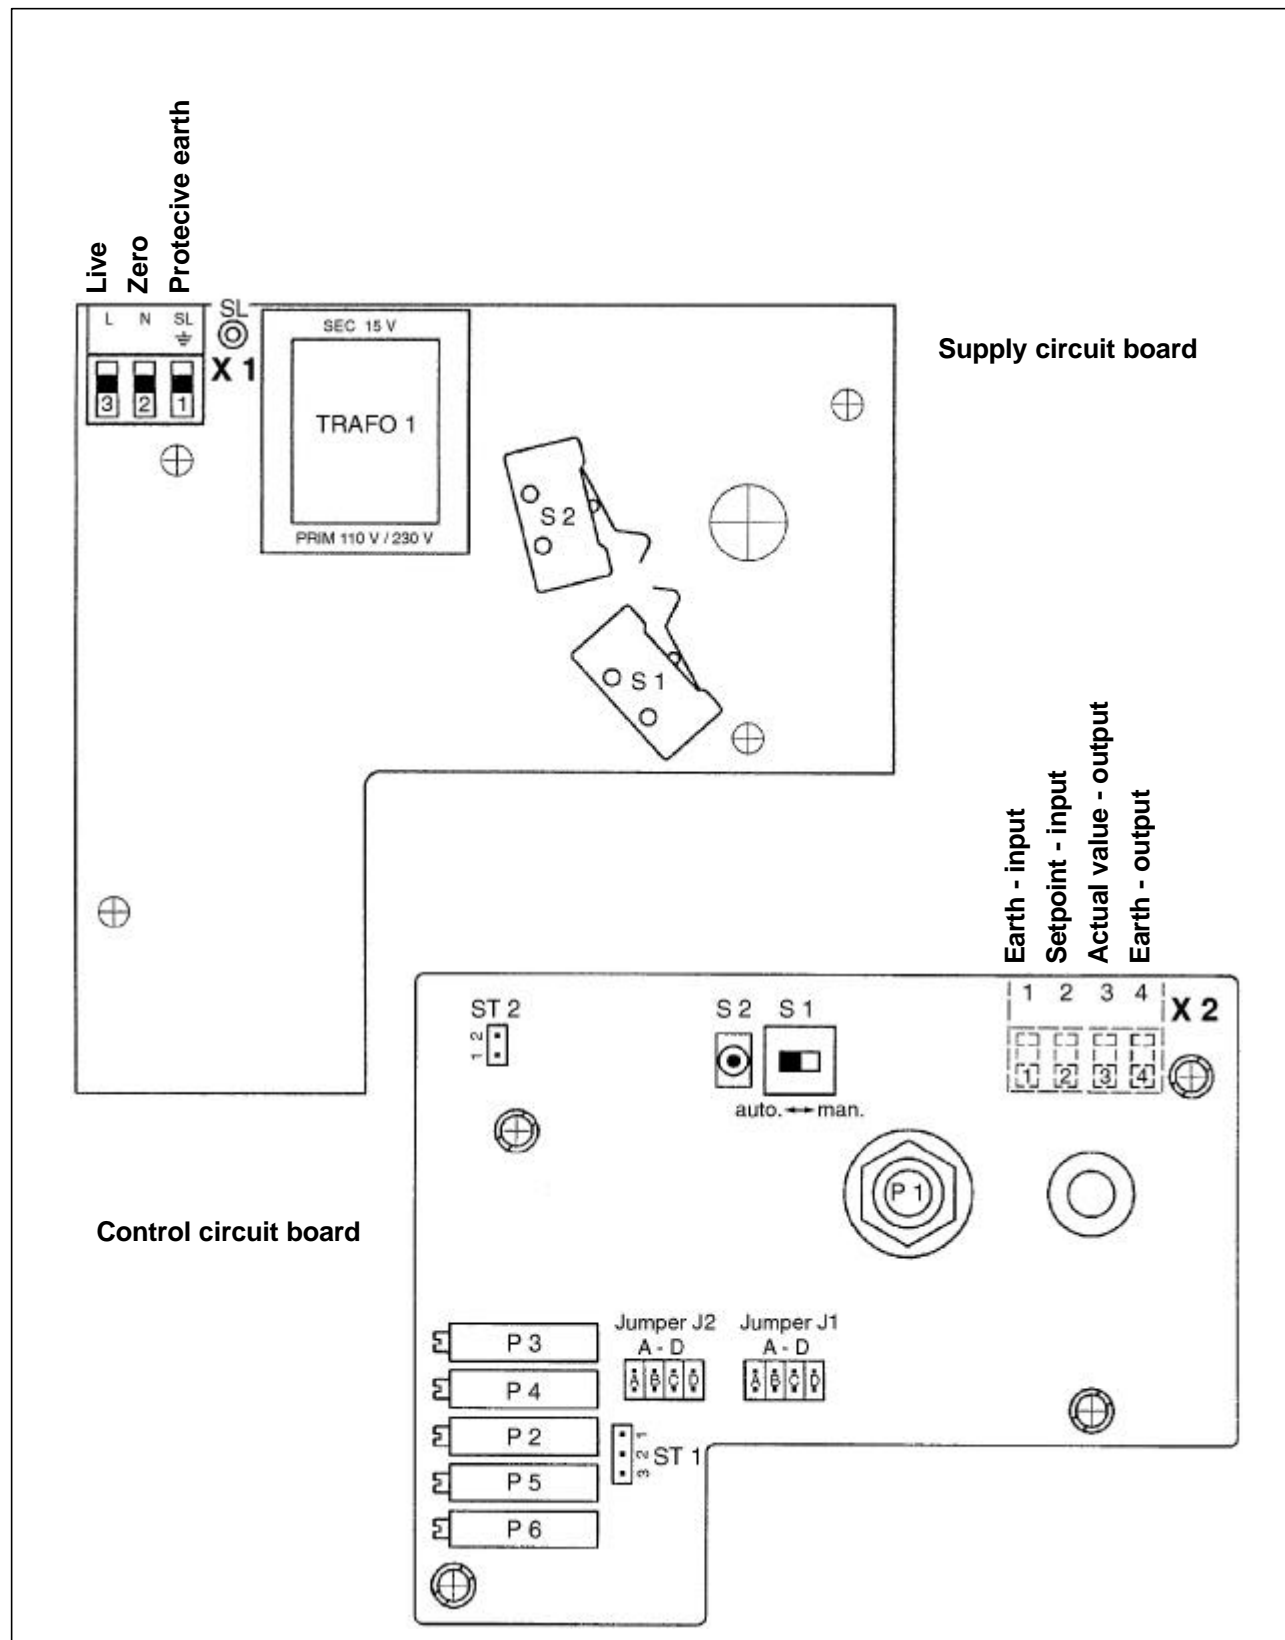 Live
Zero
Protecive earth
L N SL
SL
X 1
3 2 1
SEC 15 V
TRAFO 1
PRIM 110 V / 230 V
Supply circuit board
S 2
S 1
Earth - input
Setpoint - input
Actual value - output
Earth - output
1 2 3 4
X 2
1 2 3 4
ST 2
1 2
S 2 S 1
auto. ↔ man.
P 1
Control circuit board
Jumper J2 Jumper J1
A - D A - D
A B C D A B C D
P 3
P 4
P 2
P 5
P 6
1 2 3
ST 1